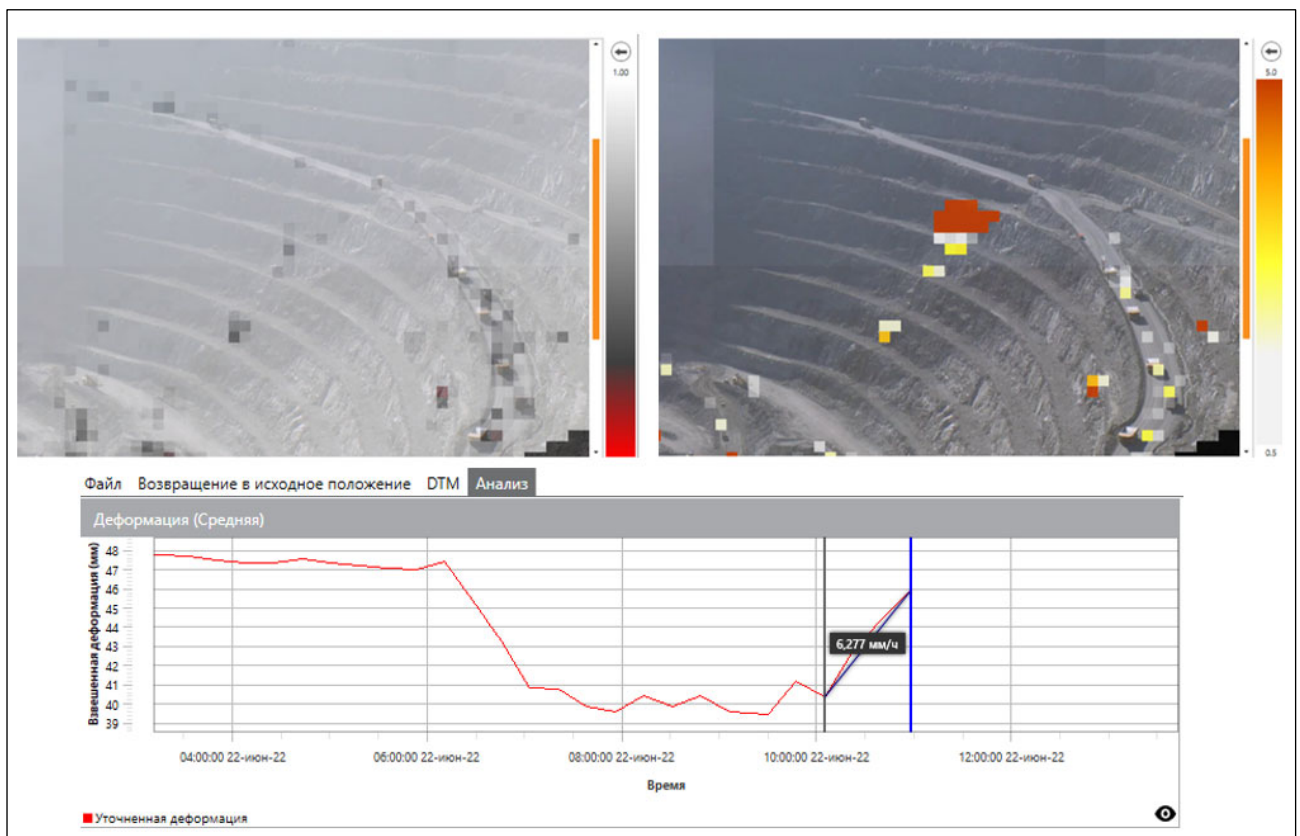 1.00
5.0
0.5
Файл Возвращение в исходное положение DTM Анализ
Деформация (Средняя)
Взвешенная деформация (мм)
48
47
46
45
44
43
42
41
40
39
6,277 мм/ч
04:00:00 22-июн-22 06:00:00 22-июн-22 08:00:00 22-июн-22 10:00:00 22-июн-22 12:00:00 22-июн-22
Время
Уточненная деформация